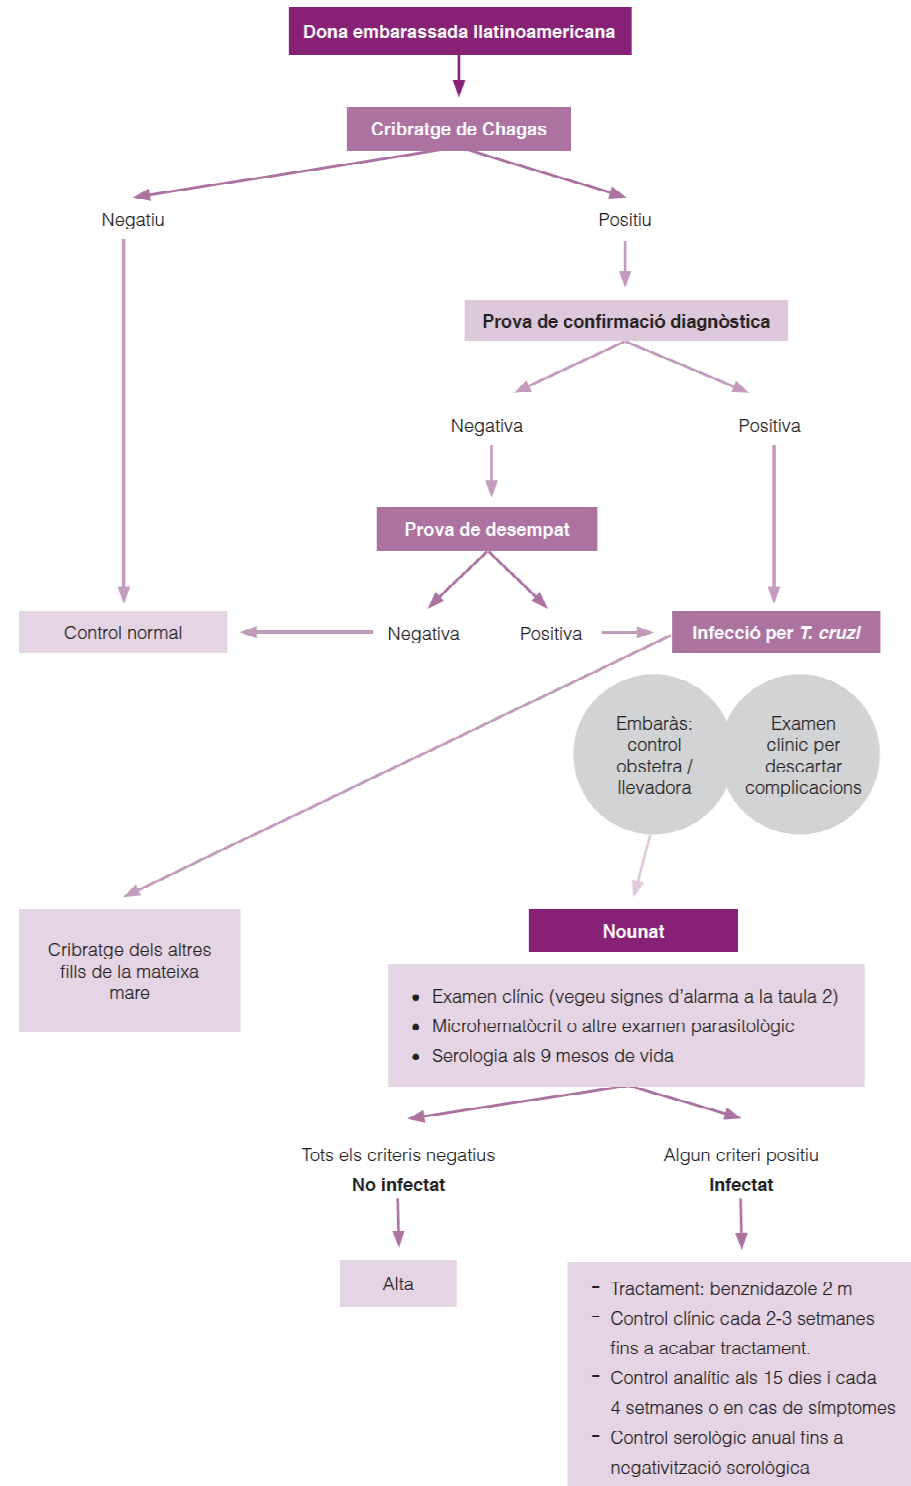 Dona embarassada llatinoamericana
Cribratge de Chagas
Negatiu
Positiu
Prova de confirmació diagnòstica
Negativa
Positiva
Prova de desempat
Control normal
Negativa
Positiva
Infecció per T. cruzI
Embaràs:
control
obstetra /
llevadora
Examen
clínic per
descartar
complicacions
Cribratge dels altres
fills de la mateixa
mare
Nounat
• Examen clínic (vegeu signes d’alarma a la taula 2)
• Microhematòcrit o altre examen parasitològic
• Serologia als 9 mesos de vida
Tots els criteris negatius
No infectat
Algun criteri positiu
Infectat
Alta
- Tractament: benznidazole 2 m
- Control clínic cada 2-3 setmanes
fins a acabar tractament.
- Control analític als 15 dies i cada
4 setmanes o en cas de símptomes
- Control serològic anual fins a
negativització serològica